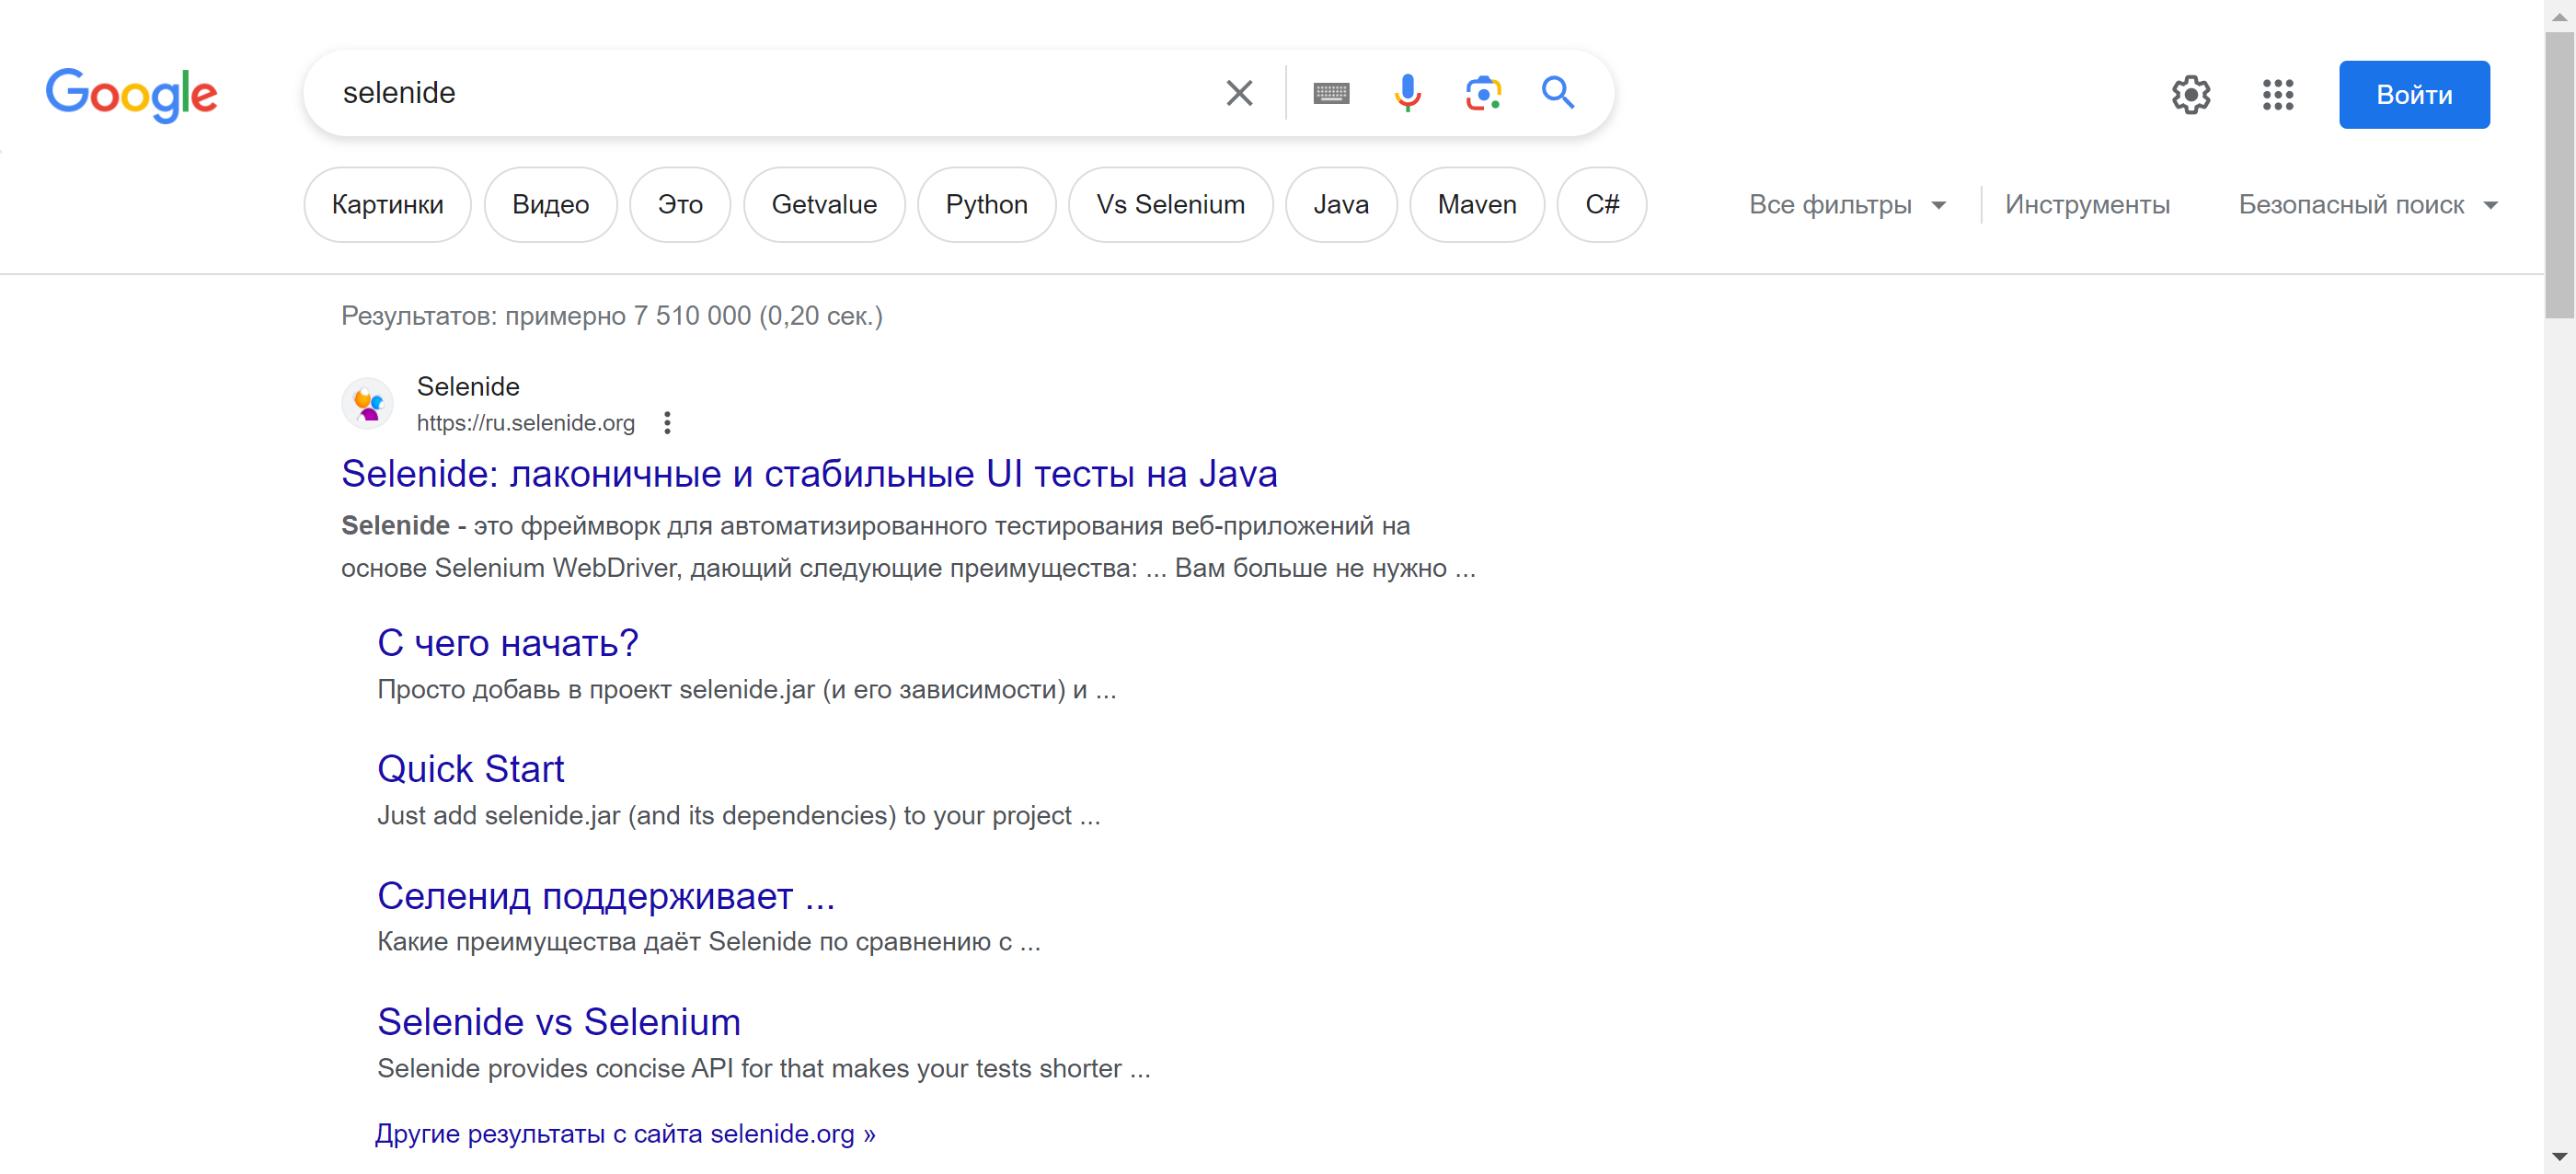 Google
selenide
Войти
Картинки Видео Это Getvalue Python Vs Selenium Java Maven C# Все фильтры Инструменты Безопасный поиск
Результатов: примерно 7 510 000 (0,20 сек.)
Selenide
https://ru.selenide.org
Selenide: лаконичные и стабильные UI тесты на Java
Selenide - это фреймворк для автоматизированного тестирования веб-приложений на
основе Selenium WebDriver, дающий следующие преимущества: ... Вам больше не нужно ...
С чего начать?
Просто добавь в проект selenide.jar (и его зависимости) и ...
Quick Start
Just add selenide.jar (and its dependencies) to your project ...
Селенид поддерживает ...
Какие преимущества даёт Selenide по сравнению с ...
Selenide vs Selenium
Selenide provides concise API for that makes your tests shorter ...
Другие результаты с сайта selenide.org »